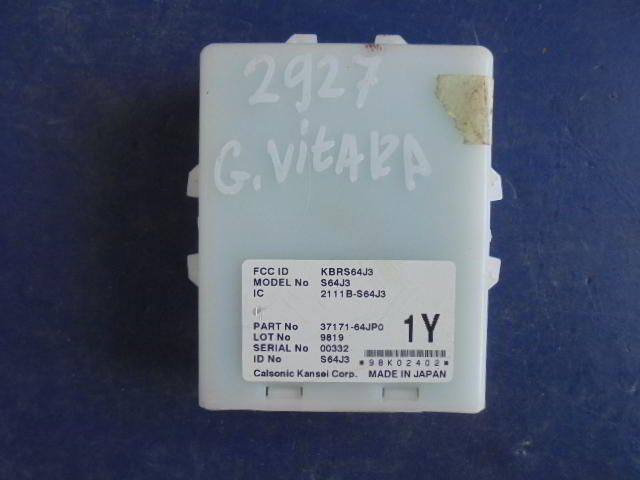 2927
G. VitARA
FCC ID KBRS64J3
MODEL No S64J3
IC 2111B-S64J3
PART No 37171-64JP0
LOT No 9819
SERIAL No 00332
ID No S64J3
1Y
*98K02402*
Calsonic Kansei Corp. MADE IN JAPAN